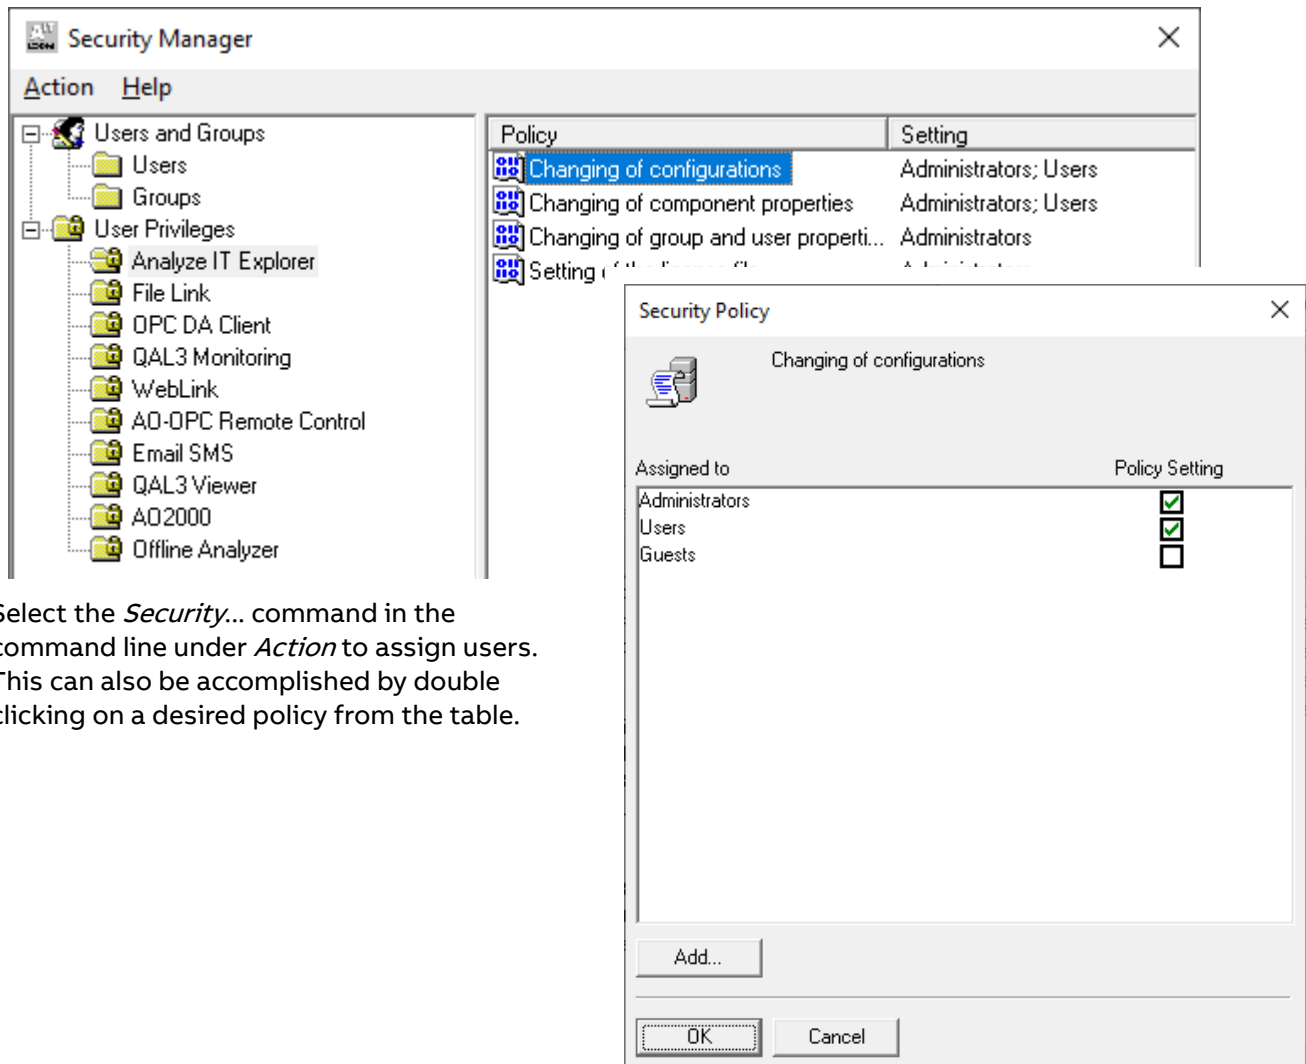 Security Manager
Action Help
Users and Groups
Users
Groups
User Privileges
Analyze IT Explorer
File Link
OPC DA Client
QAL3 Monitoring
WebLink
AO-OPC Remote Control
Email SMS
QAL3 Viewer
AO2000
Offline Analyzer
Policy Setting
Changing of configurations Administrators; Users
Changing of component properties Administrators; Users
Changing of group and user properti... Administrators
Setting
Select the Security... command in the
command line under Action to assign users.
This can also be accomplished by double
clicking on a desired policy from the table.
Security Policy
Changing of configurations
Assigned to Policy Setting
Administrators
Users
Guests
Add...
OK Cancel